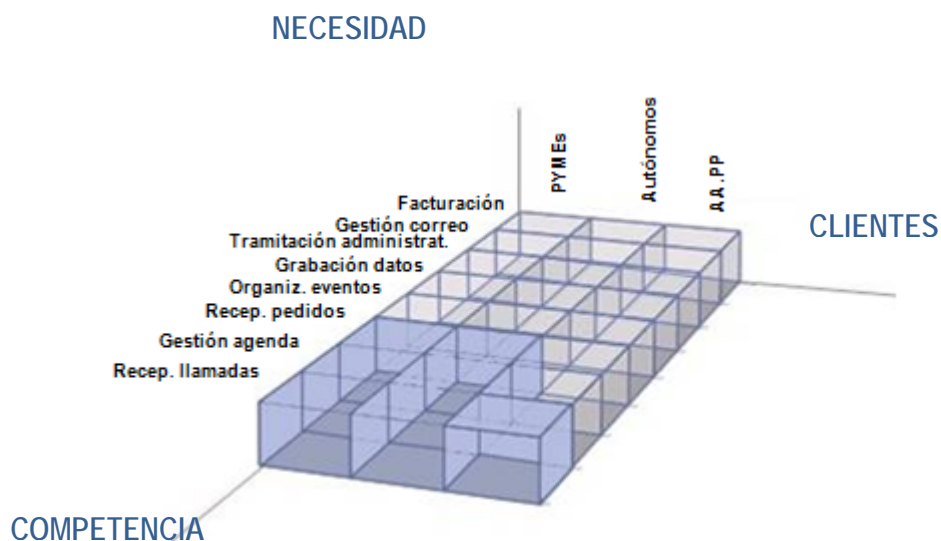 NECESIDAD
PYMEs
Autónomos
AA.PP
Facturación
Gestión correo
CLIENTES
Tramitación administrat.
Grabación datos
Organiz. eventos
Recep. pedidos
Gestión agenda
Recep. llamadas
COMPETENCIA